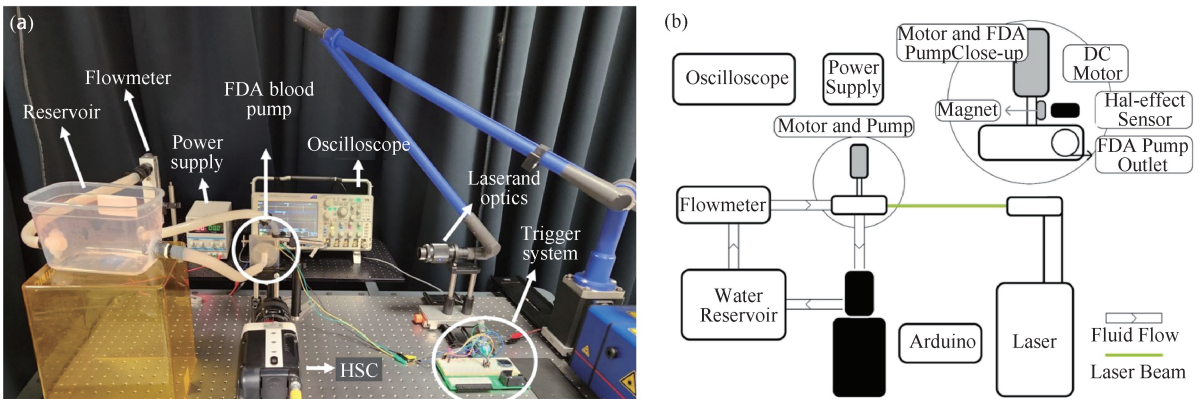 (a)
Flowmeter
Reservoir
Power
supply
FDA blood
pump
Oscilloscope
Laserand
optics
Trigger
system
HSC
(b)
Oscilloscope
Power
Supply
Motor and FDA
PumpClose-up
DC
Motor
Magnet
Hal-effect
Sensor
FDA Pump
Outlet
Motor and Pump
Flowmeter
Water
Reservoir
Arduino
Laser
Fluid Flow
Laser Beam